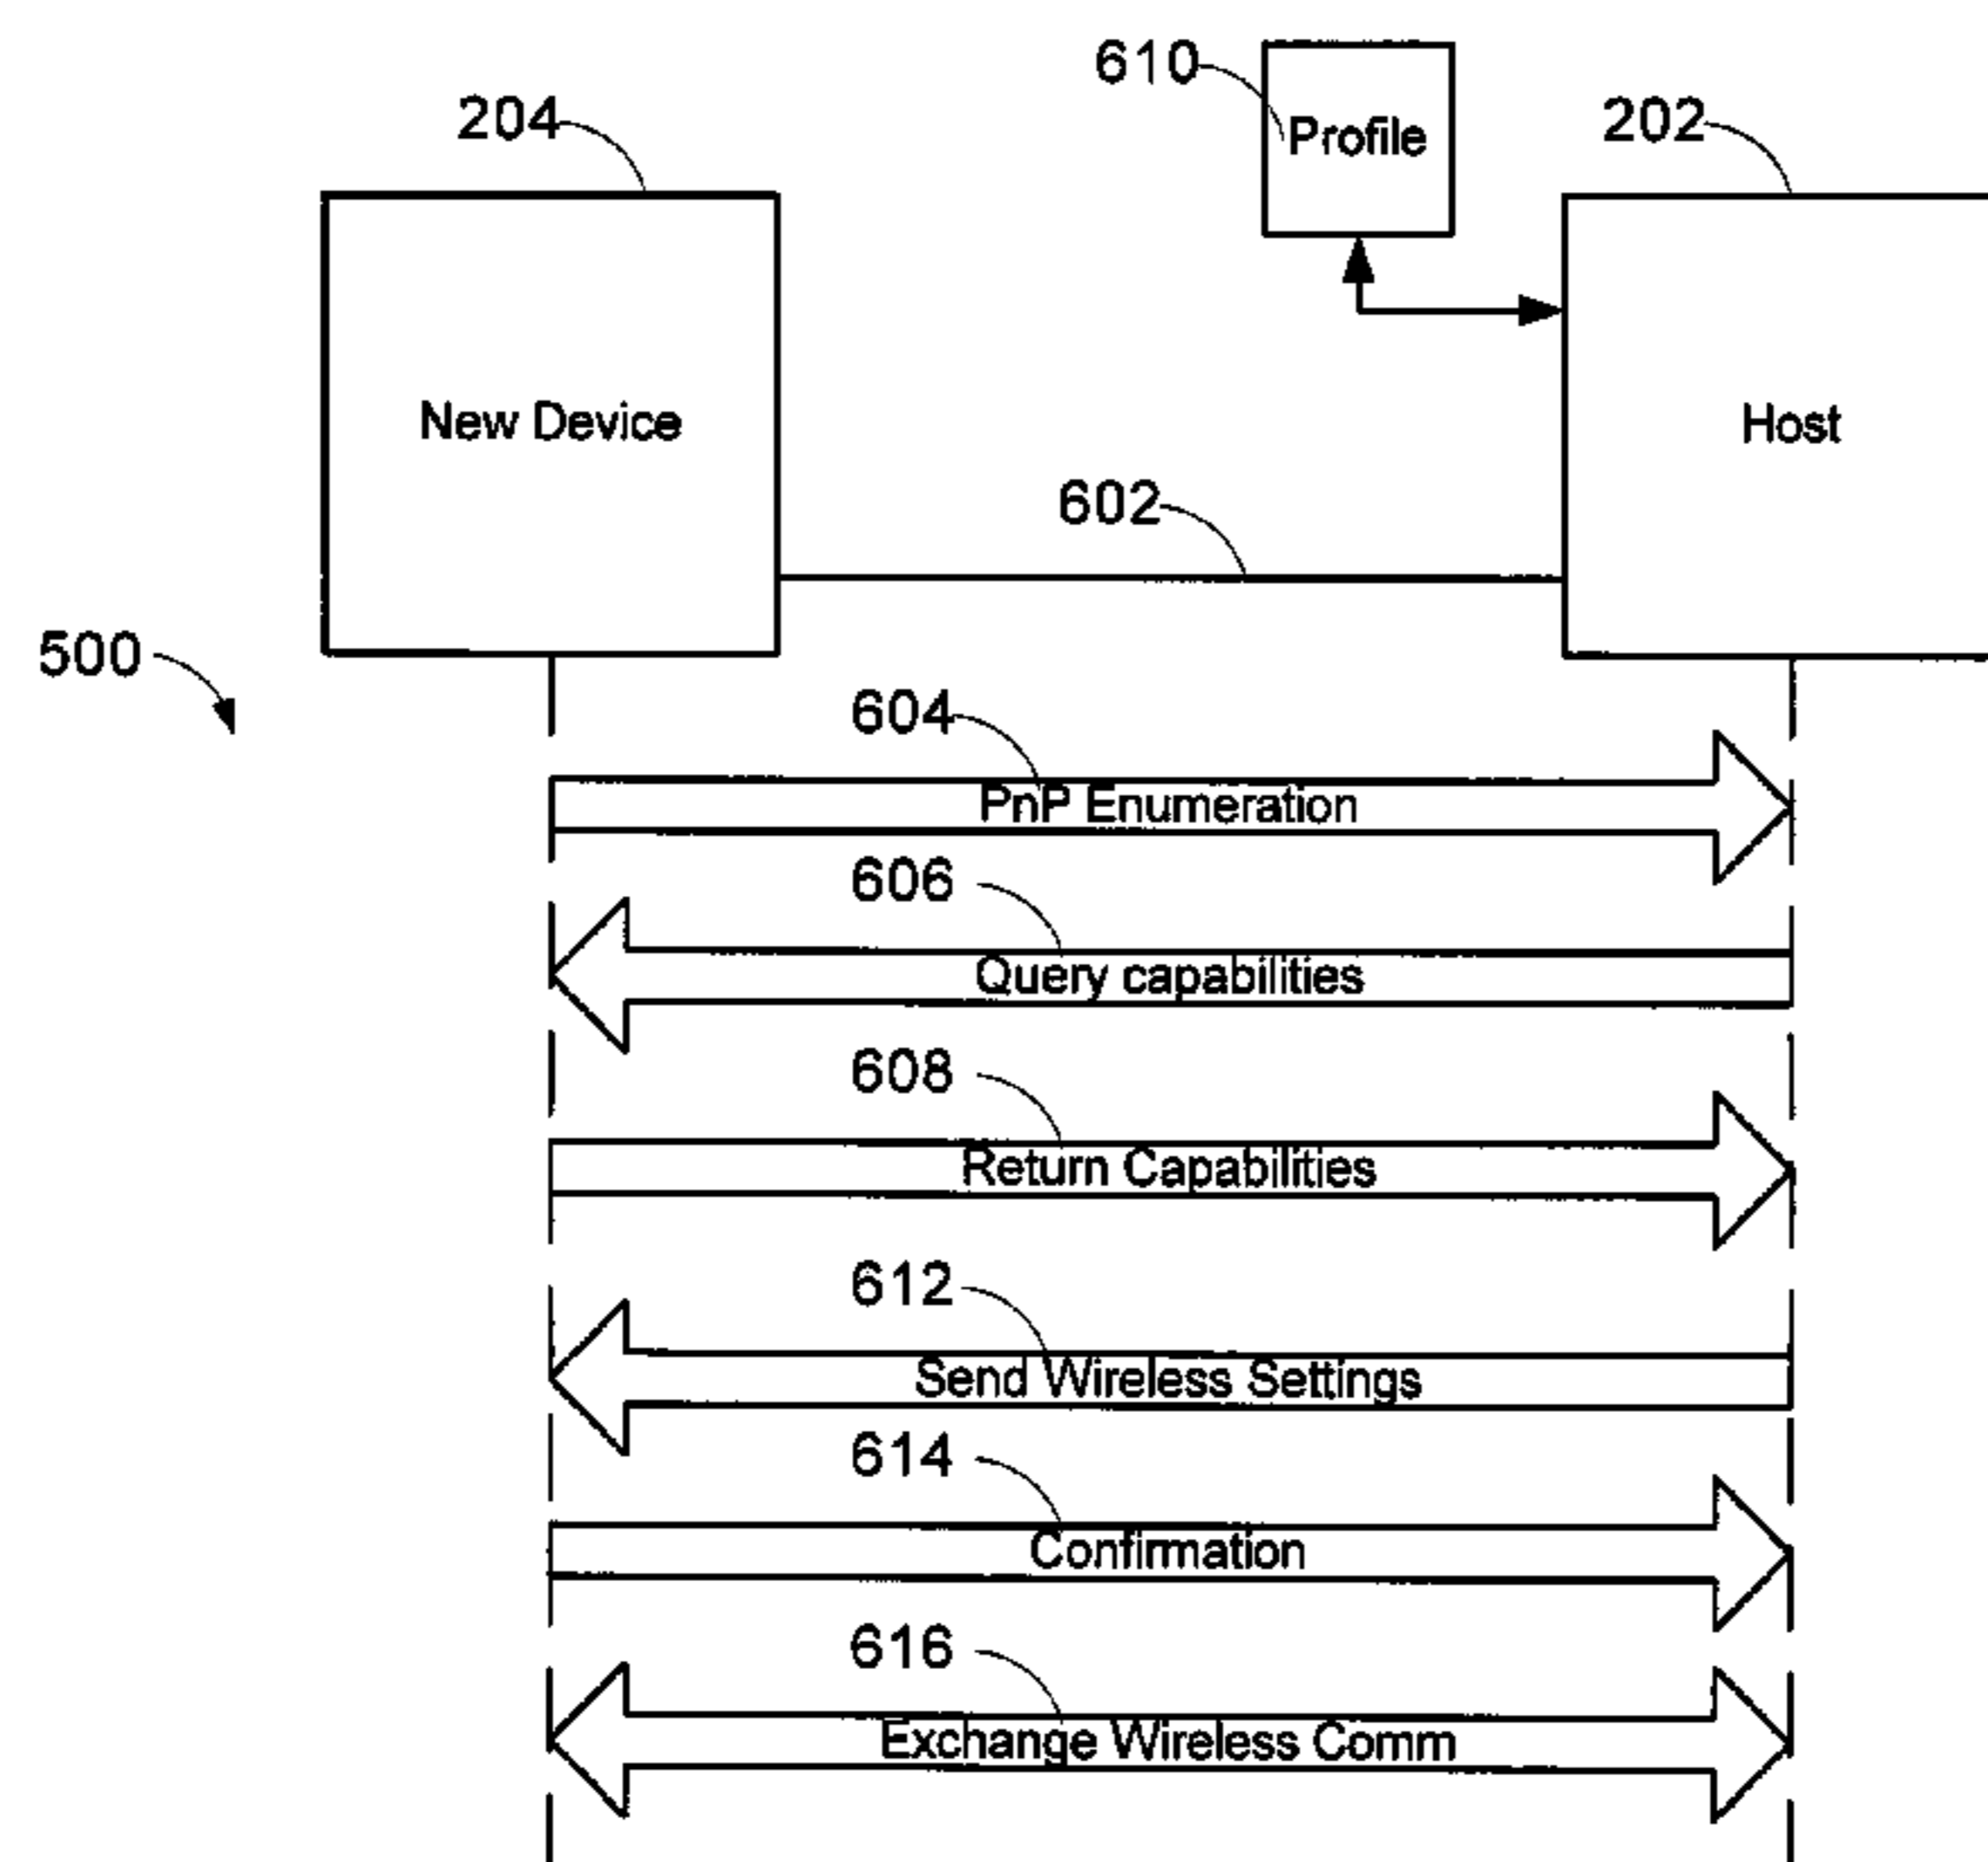 610
Profile
204
202
New Device
Host
602
500
604
PnP Enumeration
606
Query capabilities
608
Return Capabilities
612
Send Wireless Settings
614
Confirmation
616
Exchange Wireless Comm